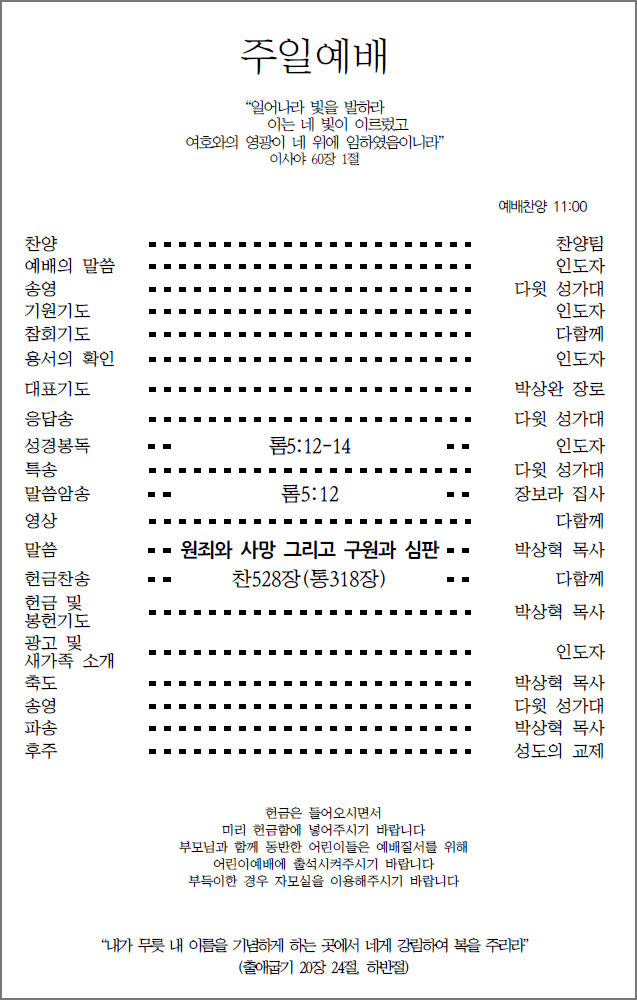 주일예배
“일어나라 빛을 발하라
이는 네 빛이 이르렀고
여호와의 영광이 네 위에 임하였음이니라”
이사야 60장 1절
예배찬양 11:00
찬양 찬양팀
예배의 말씀 인도자
송영 다윗 성가대
기원기도 인도자
참회기도 다함께
용서의 확인 인도자
대표기도 박상완 장로
응답송 다윗 성가대
성경봉독 롬5:12-14 인도자
특송 다윗 성가대
말씀암송 롬5:12 장보라 집사
영상 다함께
말씀 원죄와 사망 그리고 구원과 심판 박상혁 목사
헌금찬송 찬528장(통318장) 다함께
헌금 및
봉헌기도 박상혁 목사
광고 및
새가족 소개 인도자
축도 박상혁 목사
송영 다윗 성가대
파송 박상혁 목사
후주 성도의 교제
헌금은 들어오시면서
미리 헌금함에 넣어주시기 바랍니다
부모님과 함께 동반한 어린이들은 예배질서를 위해
어린이예배에 출석시켜주시기 바랍니다
부득이한 경우 자모실을 이용해주시기 바랍니다
“내가 무릇 내 이름을 기념하게 하는 곳에서 네게 강림하여 복을 주리라”
(출애굽기 20장 24절, 하반절)